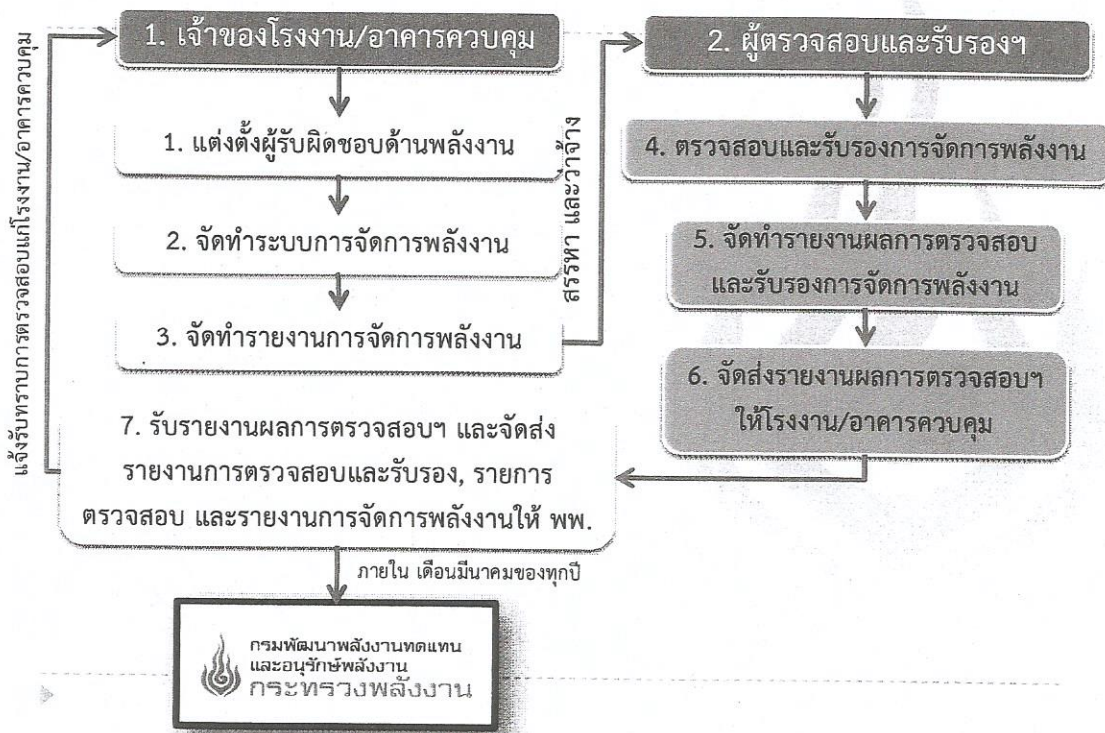 1. เจ้าของโรงงาน/อาคารควบคุม
1. แต่งตั้งผู้รับผิดชอบด้านพลังงาน
2. จัดทำระบบการจัดการพลังงาน
3. จัดทำรายงานการจัดการพลังงาน
สรรหา และว่าจ้าง
2. ผู้ตรวจสอบและรับรองฯ
4. ตรวจสอบและรับรองการจัดการพลังงาน
5. จัดทำรายงานผลการตรวจสอบ
และรับรองการจัดการพลังงาน
6. จัดส่งรายงานผลการตรวจสอบฯ
ให้โรงงาน/อาคารควบคุม
7. รับรายงานผลการตรวจสอบฯ และจัดส่ง
รายงานการตรวจสอบและรับรอง, รายการ
ตรวจสอบ และรายงานการจัดการพลังงานให้ พพ.
แจ้งรับทราบการตรวจสอบแก่โรงงาน/อาคารควบคุม
ภายใน เดือนมีนาคมของทุกปี
กรมพัฒนาพลังงานทดแทน
และอนุรักษ์พลังงาน
กระทรวงพลังงาน